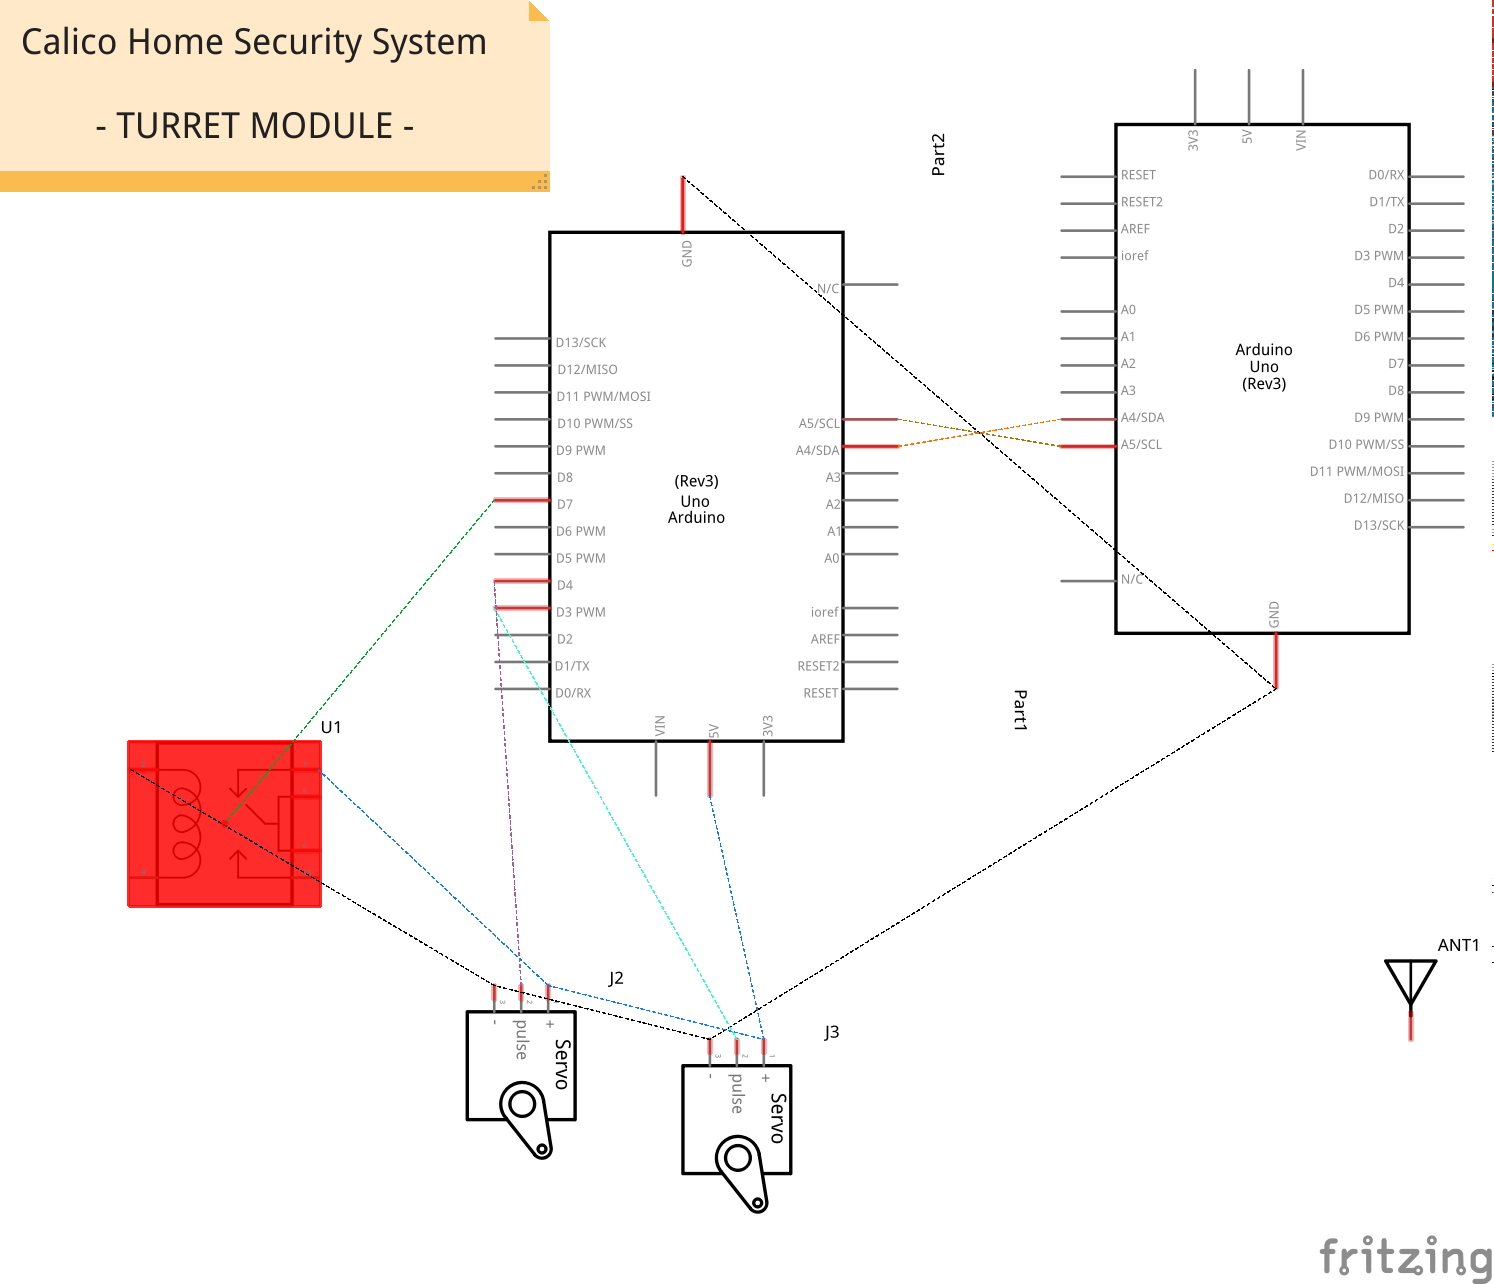 Calico Home Security System
- TURRET MODULE -
Part2
3V3
5V
VIN
RESET
RESET2
AREF
ioref
A0
A1
A2
A3
A4/SDA
A5/SCL
N/C
GND
D0/RX
D1/TX
D2
D3 PWM
D4
D5 PWM
D6 PWM
D7
D8
D9 PWM
D10 PWM/SS
D11 PWM/MOSI
D12/MISO
D13/SCK
Arduino
Uno
(Rev3)
GND
N/C
D13/SCK
D12/MISO
D11 PWM/MOSI
D10 PWM/SS
D9 PWM
D8
D7
D6 PWM
D5 PWM
D4
D3 PWM
D2
D1/TX
D0/RX
A5/SCL
A4/SDA
A3
A2
A1
A0
ioref
AREF
RESET2
RESET
VIN
5V
3V3
(Rev3)
Uno
Arduino
Part1
U1
J2
3
2
-
pulse
+
Servo
J3
3
2
1
-
pulse
+
Servo
ANT1
fritzing